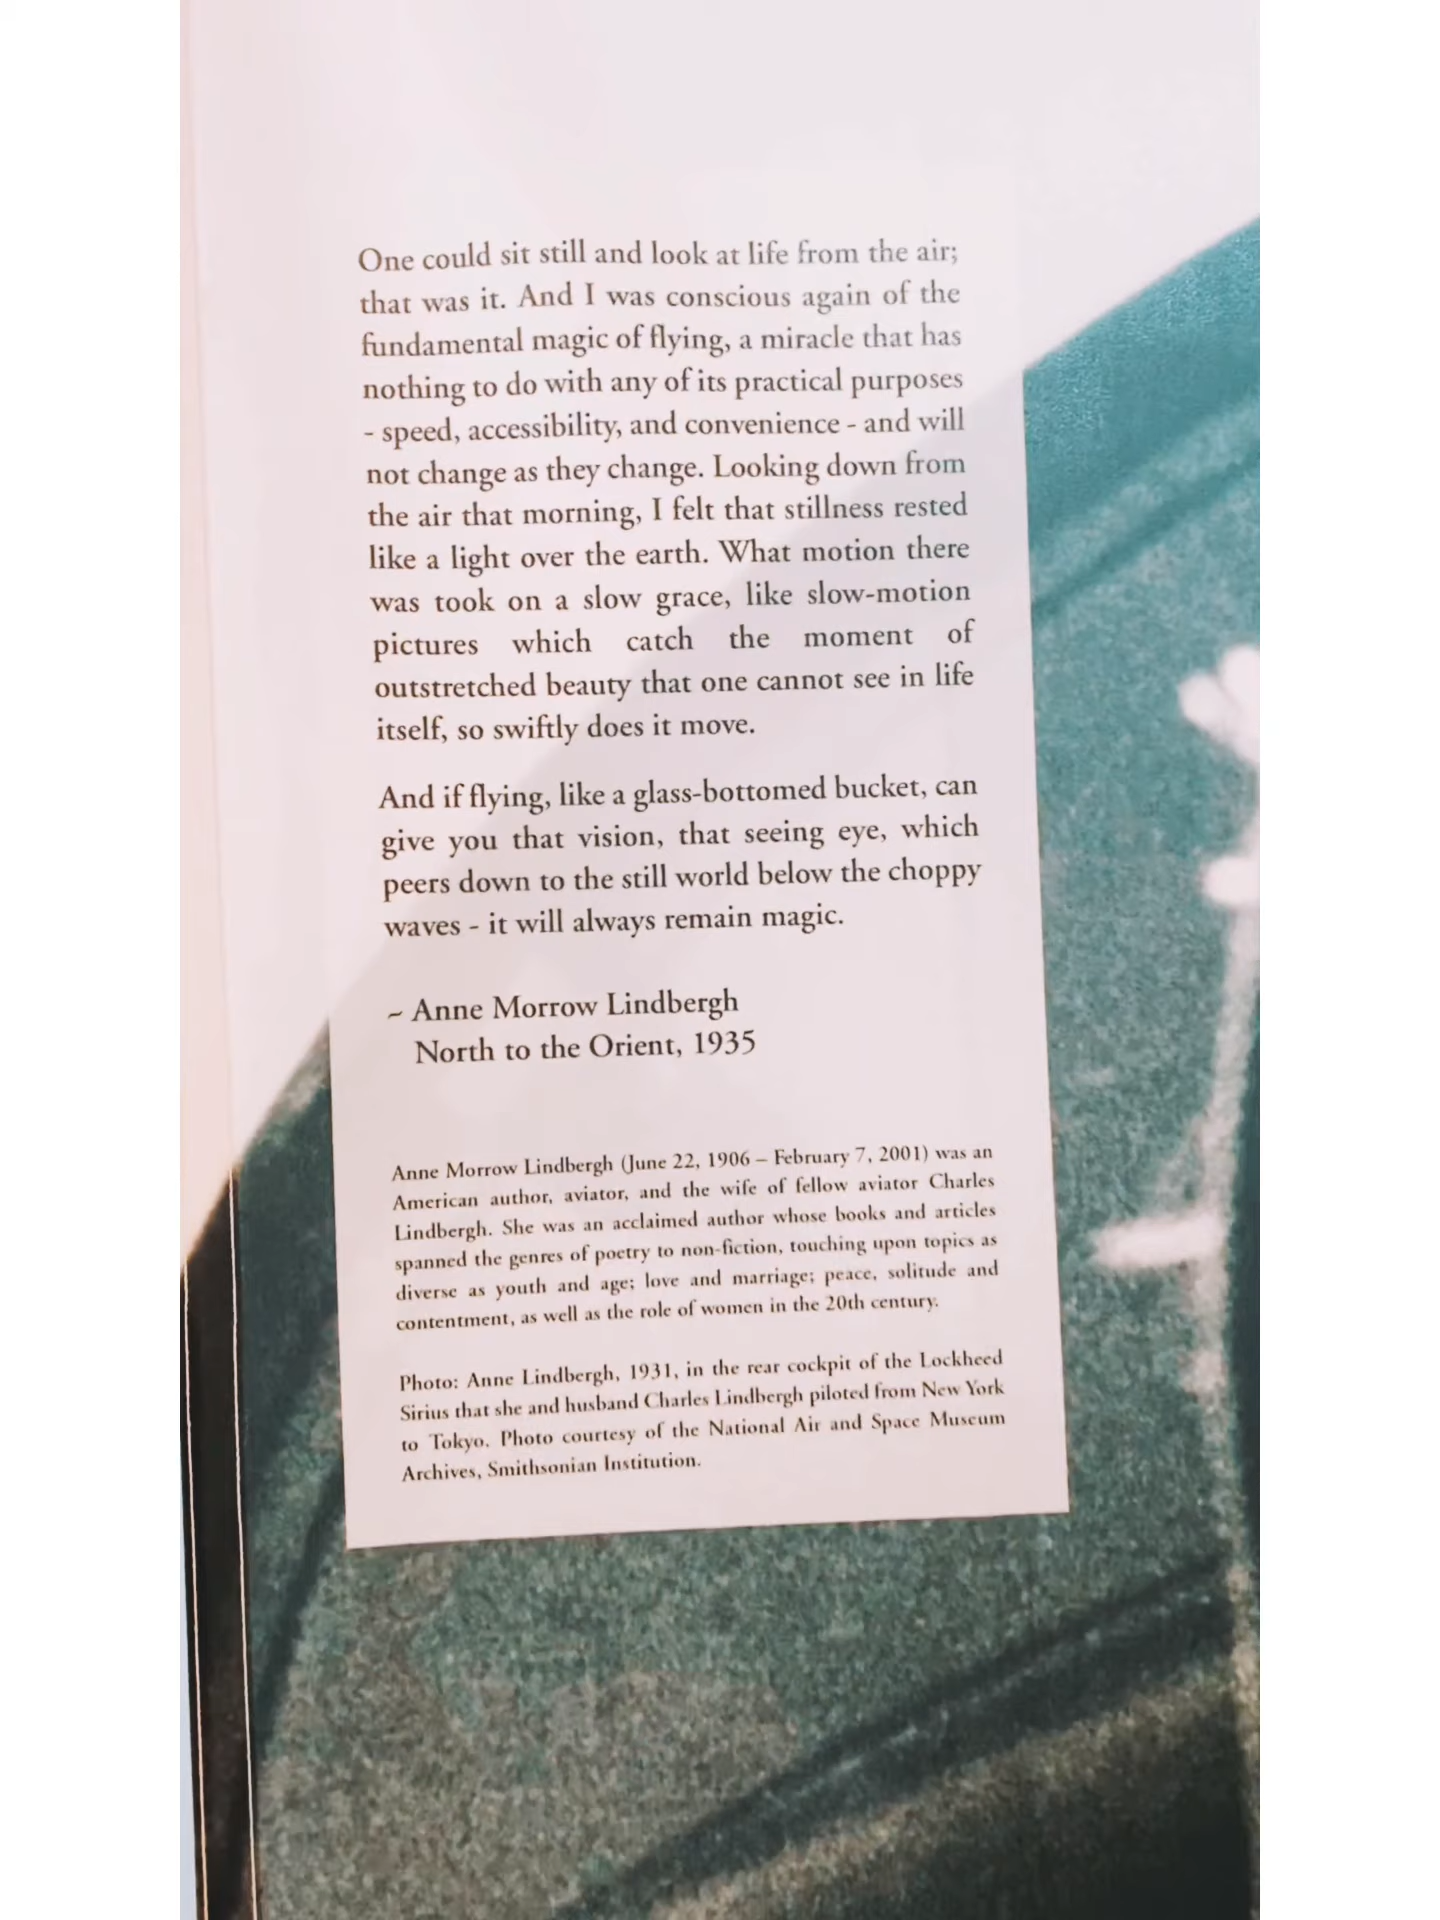 One could sit still and look at life from the air;
that was it. And I was conscious again of the
fundamental magic of flying, a miracle that has
nothing to do with any of its practical purposes
- speed, accessibility, and convenience - and will
not change as they change. Looking down from
the air that morning, I felt that stillness rested
like a light over the earth. What motion there
was took on a slow grace, like slow-motion
pictures which catch the moment of
outstretched beauty that one cannot see in life
itself, so swiftly does it move.
And if flying, like a glass-bottomed bucket, can
give you that vision, that seeing eye, which
peers down to the still world below the choppy
waves - it will always remain magic.
~ Anne Morrow Lindbergh
North to the Orient, 1935
Anne Morrow Lindbergh (June 22, 1906 – February 7, 2001) was an
American author, aviator, and the wife of fellow aviator Charles
Lindbergh. She was an acclaimed author whose books and articles
spanned the genres of poetry to non-fiction, touching upon topics as
diverse as youth and age; love and marriage; peace, solitude and
contentment, as well as the role of women in the 20th century.
Photo: Anne Lindbergh, 1931, in the rear cockpit of the Lockheed
Sirius that she and husband Charles Lindbergh piloted from New York
to Tokyo. Photo courtesy of the National Air and Space Museum
Archives, Smithsonian Institution.